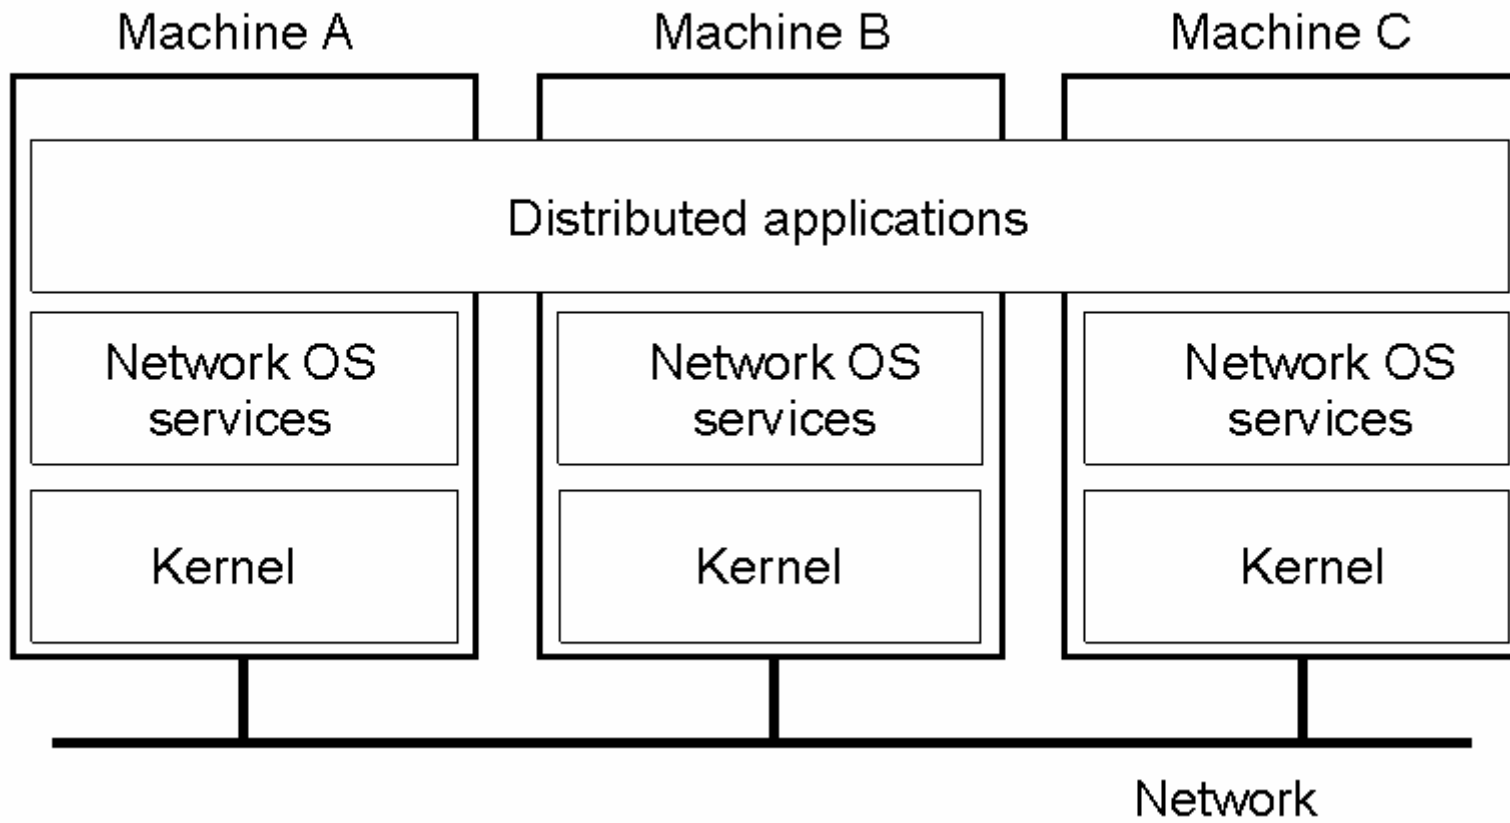 Machine A
Machine B
Machine C
Distributed applications
Network OS
services
Network OS
services
Network OS
services
Kernel
Kernel
Kernel
Network